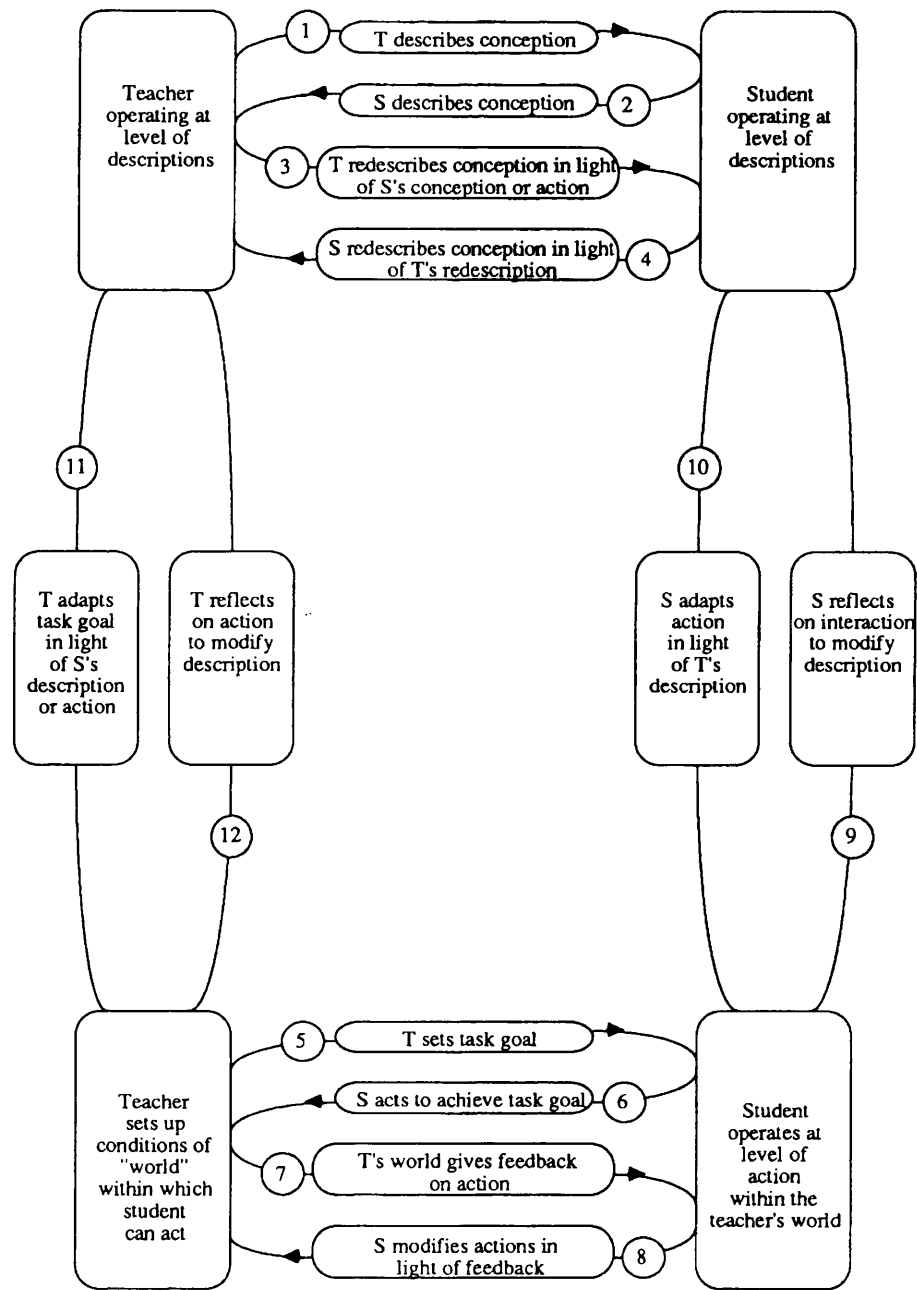 1
T describes conception
Teacher
operating at
level of
descriptions
S describes conception
2
Student
operating at
level of
descriptions
3
T redescribes conception in light
of S's conception or action
S redescribes conception in light
of T's redescription
4
11
10
T adapts
task goal
in light
of S's
description
or action
T reflects
on action
to modify
description
S adapts
action
in light
of T's
description
S reflects
on interaction
to modify
description
12
9
5
T sets task goal
Teacher
sets up
conditions of
"world"
within which
student
can act
S acts to achieve task goal
6
Student
operates at
level of
action
within the
teacher's world
7
T's world gives feedback
on action
S modifies actions in
light of feedback
8